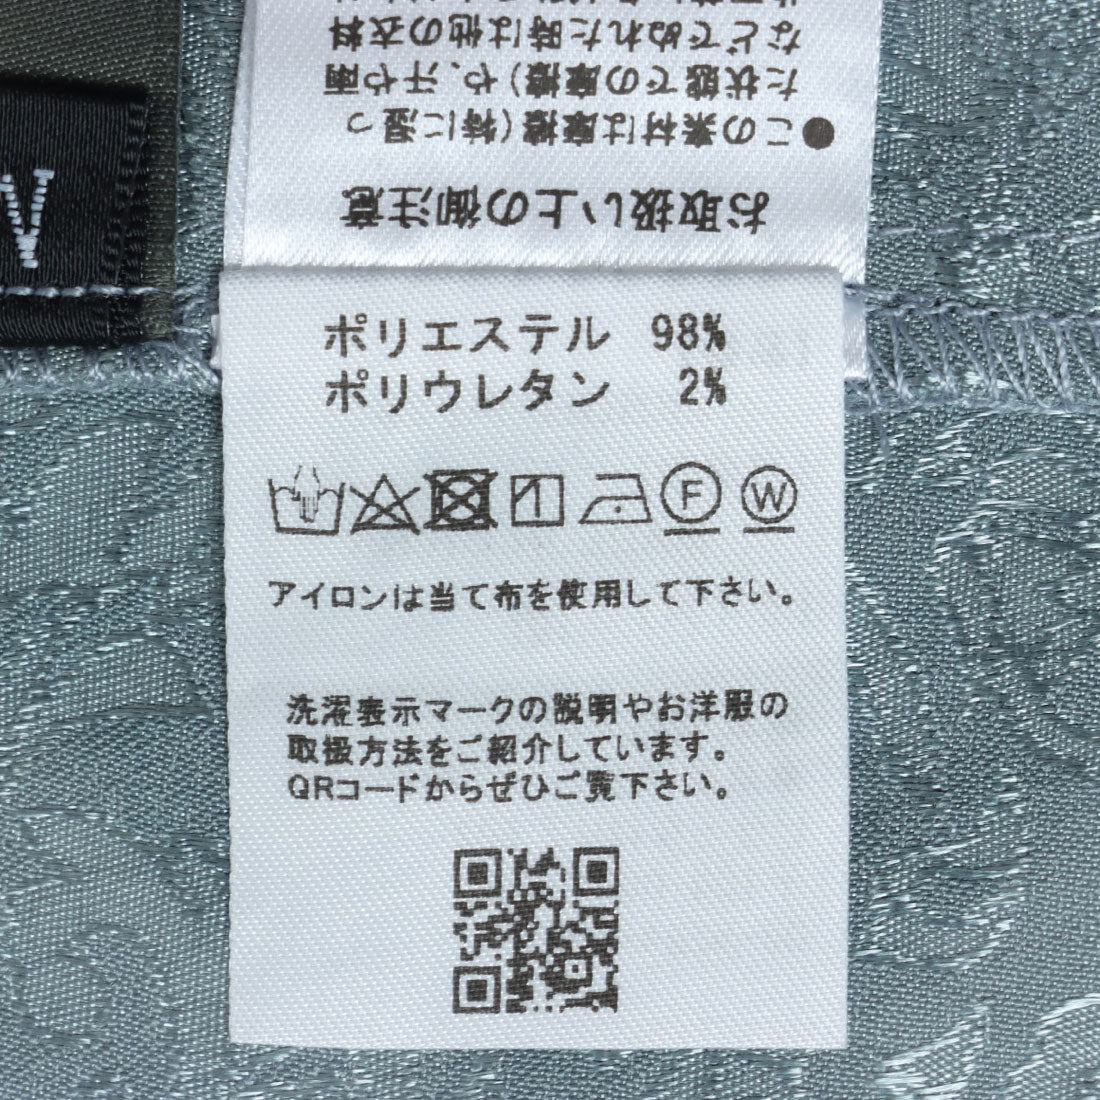 お取扱い上の御注意
●この素材は摩擦(特に湿っ
た状態での摩擦)や、汗や雨
などでぬれた時は他の衣料
ポリエステル 98%
ポリウレタン 2%
F
W
アイロンは当て布を使用して下さい。
洗濯表示マークの説明やお洋服の
取扱方法をご紹介しています。
QRコードからぜひご覧下さい。